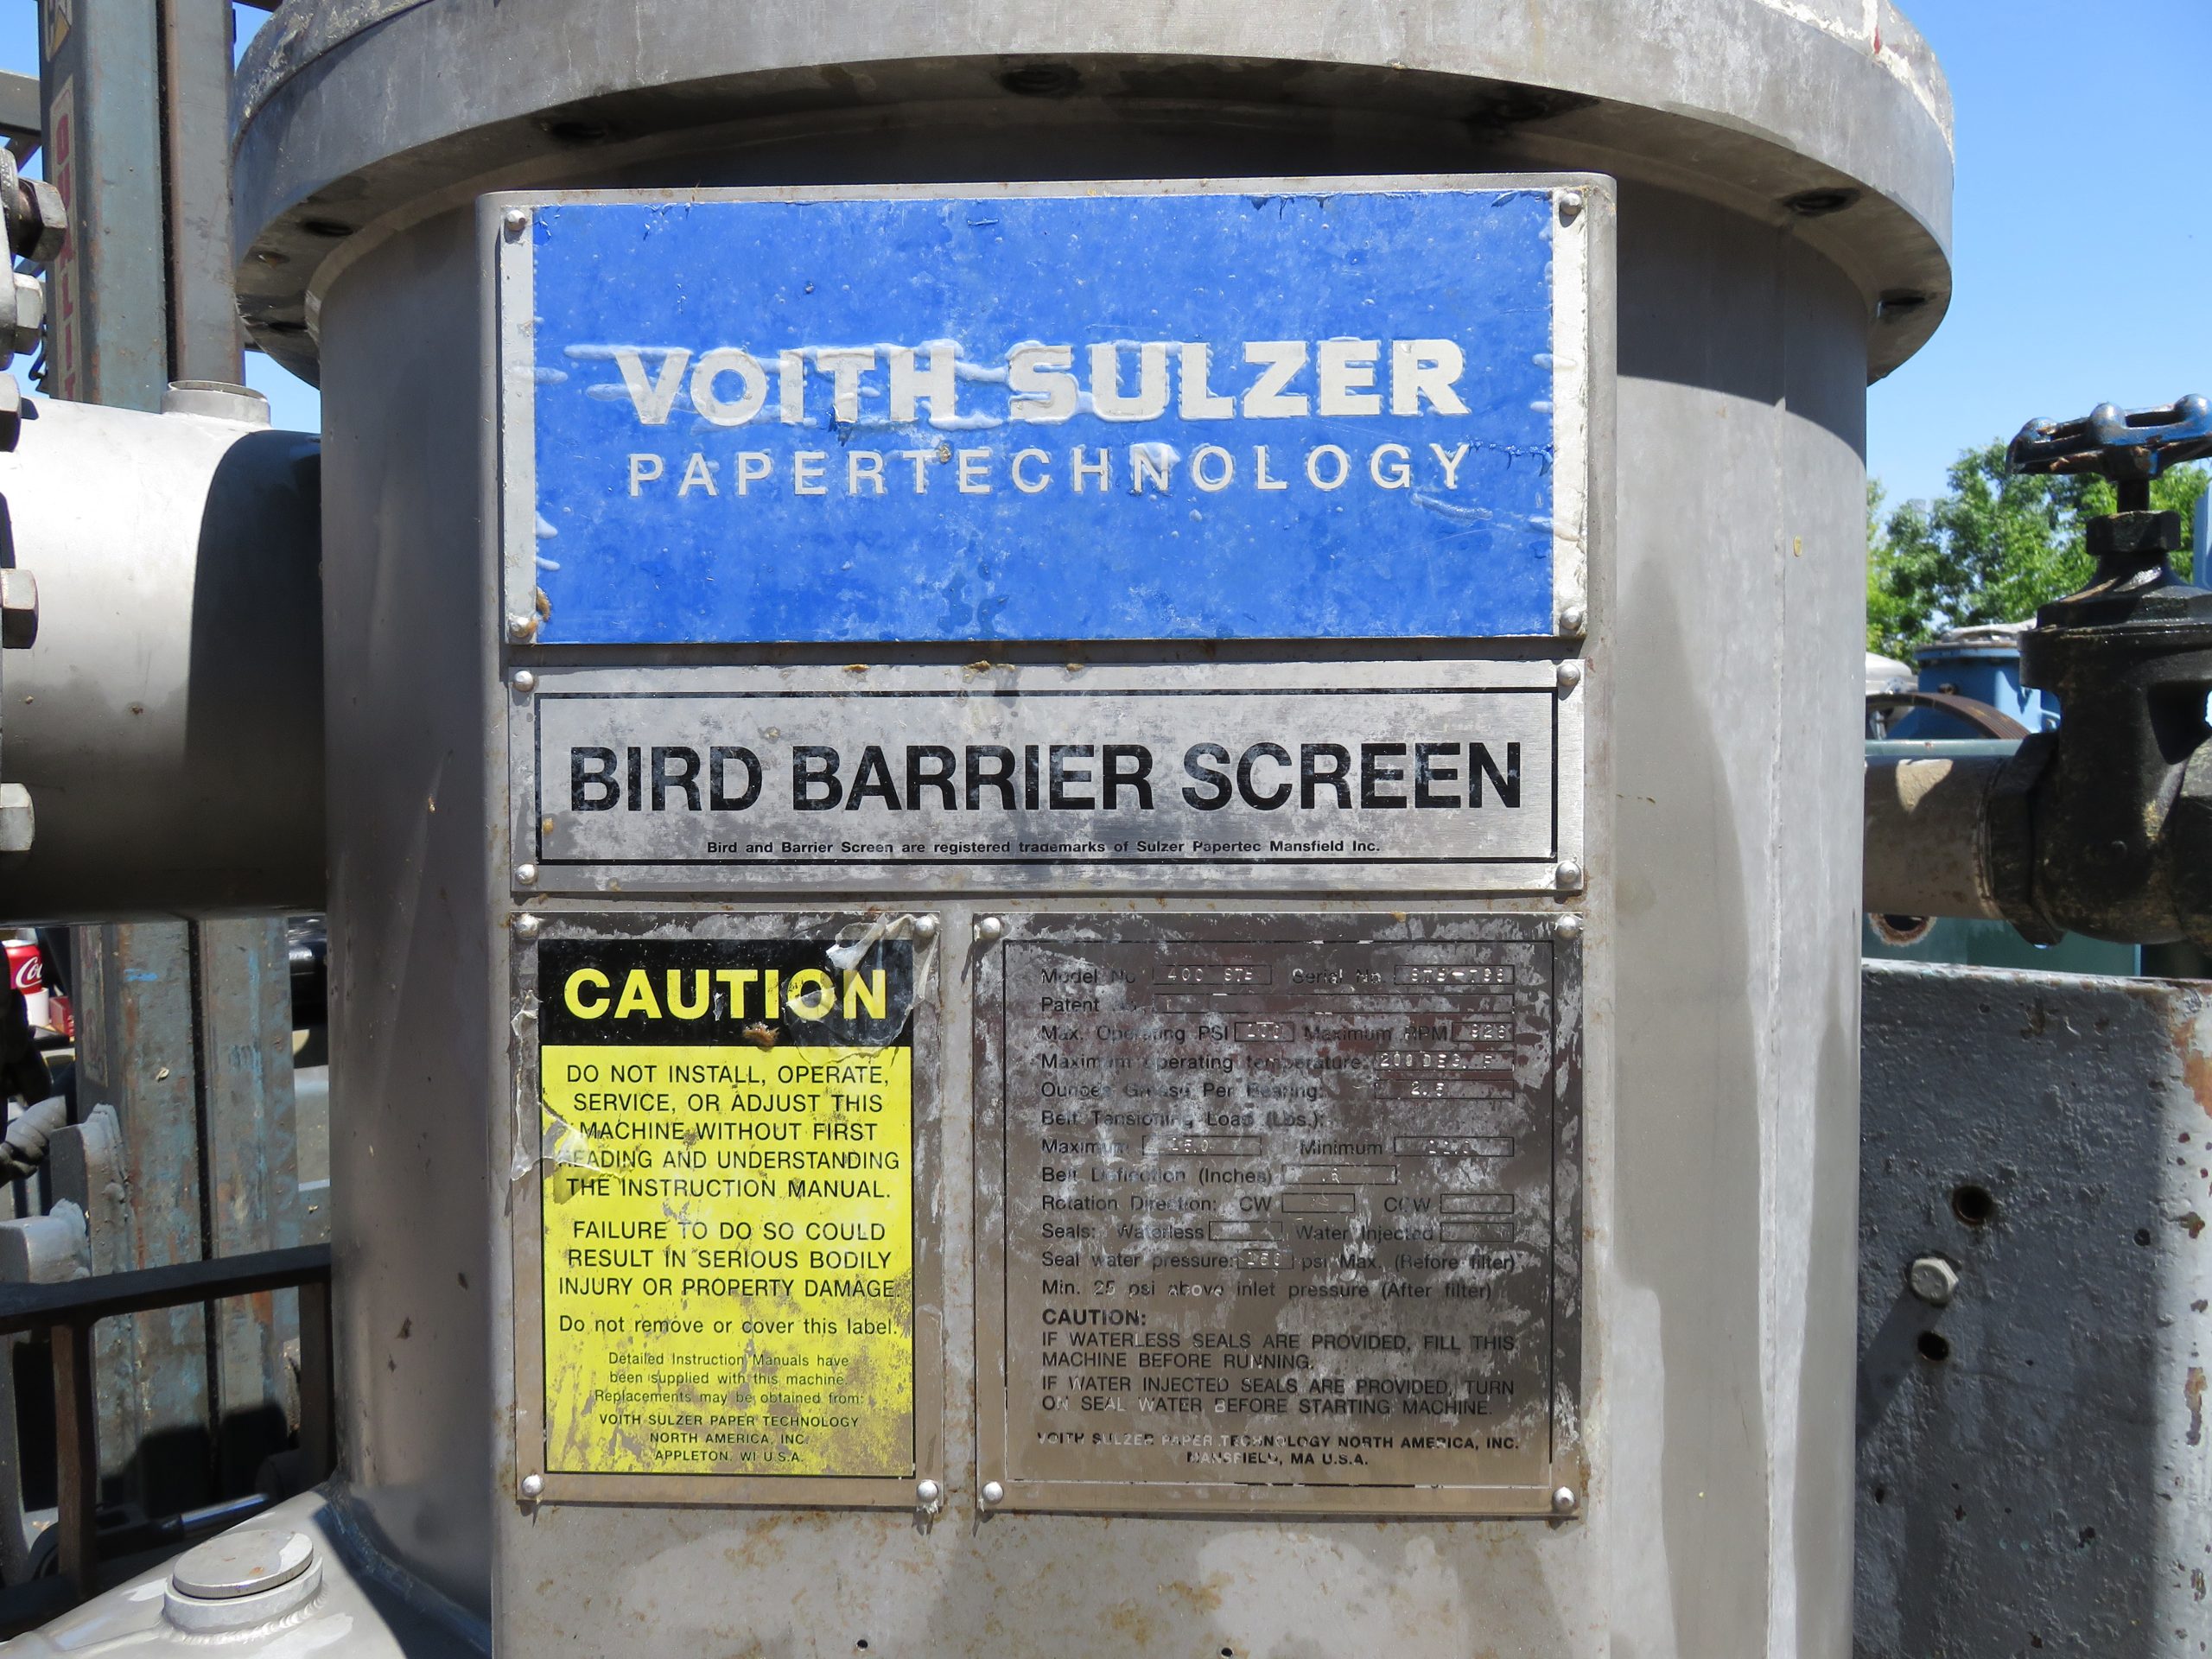 VOITH SULZER
PAPERTECHNOLOGY
BIRD BARRIER SCREEN
Bird and Barrier Screen are registered trademarks of Sulzer Papertec Mansfield Inc.
CAUTION
DO NOT INSTALL, OPERATE,
SERVICE, OR ADJUST THIS
MACHINE WITHOUT FIRST
EADING AND UNDERSTANDING
THE INSTRUCTION MANUAL.
FAILURE TO DO SO COULD
RESULT IN SERIOUS BODILY
INJURY OR PROPERTY DAMAGE.
Do not remove or cover this label.
Detailed Instruction Manuals have
been supplied with this machine.
Replacements may be obtained from:
VOITH SULZER PAPER TECHNOLOGY
NORTH AMERICA, INC.
APPLETON, WI U.S.A.
Model No. Serial No.
Patent
Max. Operating PSI Maximum RPM
Maximum Operating Temperature: 200 DEG. F
Ounces Grease Per Bearing: 2.5
Belt Tensioning Load (Lbs.):
Maximum Minimum
Belt Deflection (Inches)
Rotation Direction: CW CCW
Seals: Waterless Water Injected
Seal water pressure: psi Max. (Before filter)
Min. 25 psi above inlet pressure (After filter)
CAUTION:
IF WATERLESS SEALS ARE PROVIDED, FILL THIS
MACHINE BEFORE RUNNING.
IF WATER INJECTED SEALS ARE PROVIDED, TURN
ON SEAL WATER BEFORE STARTING MACHINE.
VOITH SULZER PAPER TECHNOLOGY NORTH AMERICA, INC.
MANSFIELD, MA U.S.A.